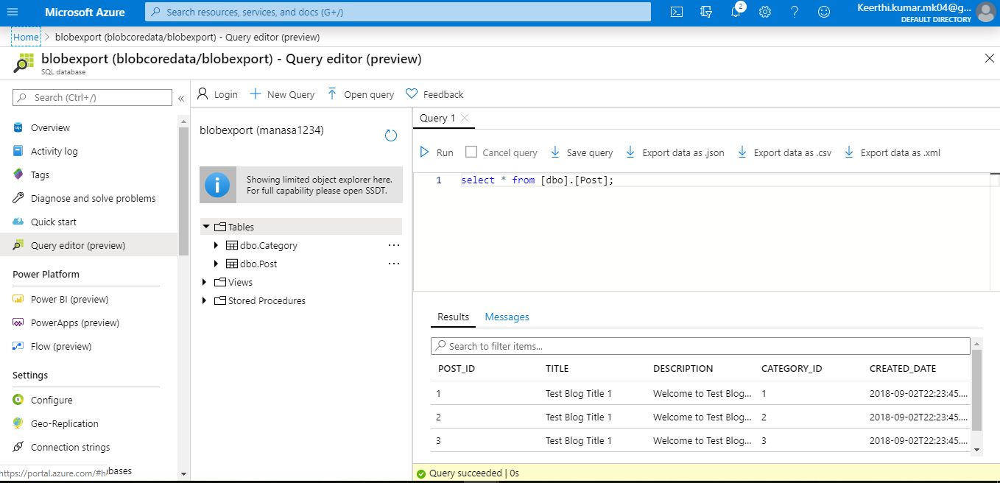 Microsoft Azure
Search resources, services, and docs (G+/)
2
Keerthi.kumar.mk04@g...
DEFAULT DIRECTORY
Home > blobexport (blobcoredata/blobexport) - Query editor (preview)
blobexport (blobcoredata/blobexport) - Query editor (preview)
SQL database
Search (Ctrl+/)
«
Overview
Activity log
Tags
Diagnose and solve problems
Quick start
Query editor (preview)
Power Platform
Power BI (preview)
PowerApps (preview)
Flow (preview)
Settings
Configure
Geo-Replication
Connection strings
https://portal.azure.com/#h
Login
New Query
Open query
Feedback
blobexport (manasa1234)
Showing limited object explorer here.
For full capability please open SSDT.
Tables
dbo.Category ...
dbo.Post ...
Views
Stored Procedures
Query 1
Run
Cancel query
Save query
Export data as .json
Export data as .csv
Export data as .xml
1 select * from [dbo].[Post];
Results Messages
Search to filter items...
POST_ID TITLE DESCRIPTION CATEGORY_ID CREATED_DATE
1 Test Blog Title 1 Welcome to Test Blog... 1 2018-09-02T22:23:45....
2 Test Blog Title 1 Welcome to Test Blog... 2 2018-09-02T22:23:45....
3 Test Blog Title 1 Welcome to Test Blog... 3 2018-09-02T22:23:45....
Query succeeded | 0s